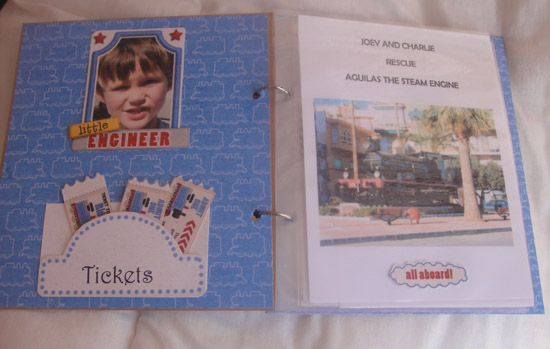 little
ENGINEER
Tickets
JOEY AND CHARLIE
RESCUE
AGUILAS THE STEAM ENGINE
all aboard!